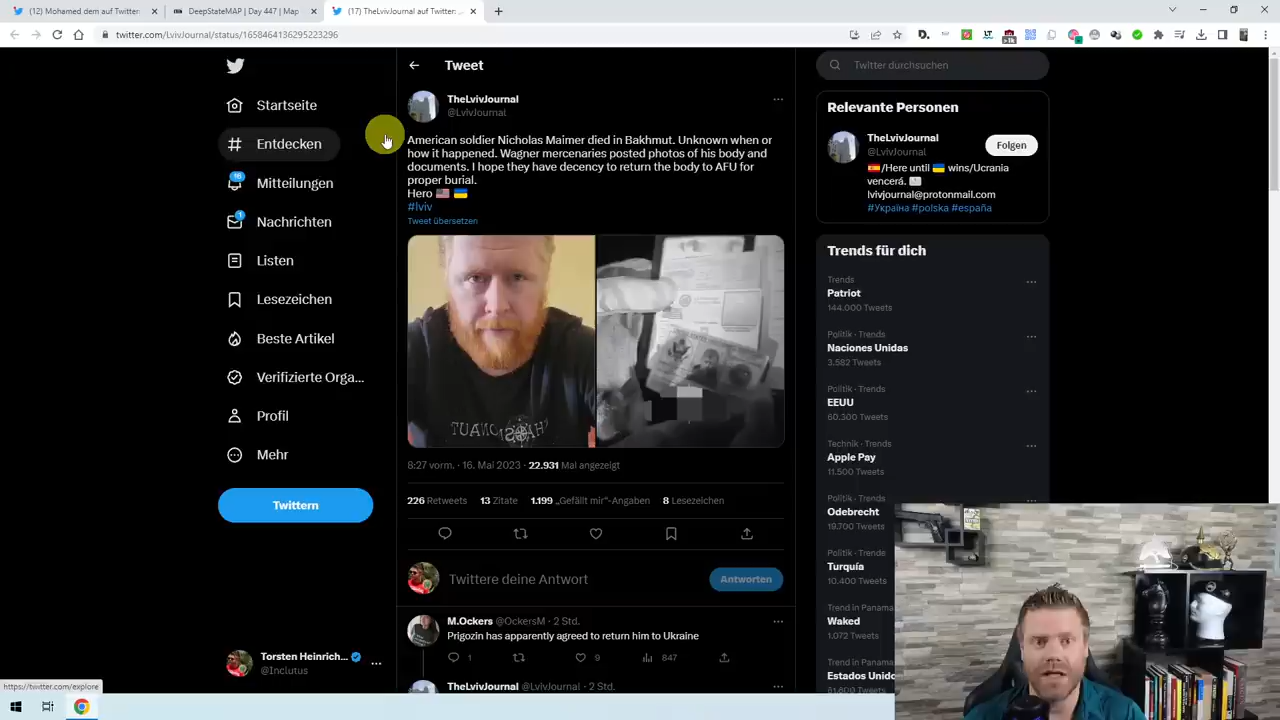 (12) Mohamed dem auf Twitter:
DeepStateMAP | Day 447 | Map
(17) TheLvivJournal auf Twitter:
twitter.com/LvivJournal/status/1658464136295223296
Startseite
Entdecken
16
Mitteilungen
1
Nachrichten
Listen
Lesezeichen
Beste Artikel
Verifizierte Orga...
Profil
Mehr
Twittern
Torsten Heinrich...
@Inclutus
https://twitter.com/explore
Tweet
TheLvivJournal
@LvivJournal
American soldier Nicholas Maimer died in Bakhmut. Unknown when or
how it happened. Wagner mercenaries posted photos of his body and
documents. I hope they have decency to return the body to AFU for
proper burial.
Hero
#lviv
Tweet übersetzen
8:27 vorm. · 16. Mai 2023 · 22.931 Mal angezeigt
226 Retweets 13 Zitate 1.199 „Gefällt mir“-Angaben 8 Lesezeichen
Twittere deine Antwort
Antworten
M.Ockers @OckersM · 2 Std.
Prigozin has apparently agreed to return him to Ukraine
1 9 847
TheLvivJournal @LvivJournal · 2 Std.
Twitter durchsuchen
Relevante Personen
TheLvivJournal
@LvivJournal
Folgen
/Here until wins/Ucrania
vencerá.
lvivjournal@protonmail.com
#Україна #polska #españa
Trends für dich
Trends
Patriot
144.000 Tweets
Politik · Trends
Naciones Unidas
3.582 Tweets
Politik · Trends
EEUU
60.300 Tweets
Technik · Trends
Apple Pay
11.500 Tweets
Politik · Trends
Odebrecht
19.700 Tweets
Politik · Trends
Turquía
10.400 Tweets
Trend in Panama
Waked
1.072 Tweets
Trend in Panama
Estados Unido
61.600 Tweets